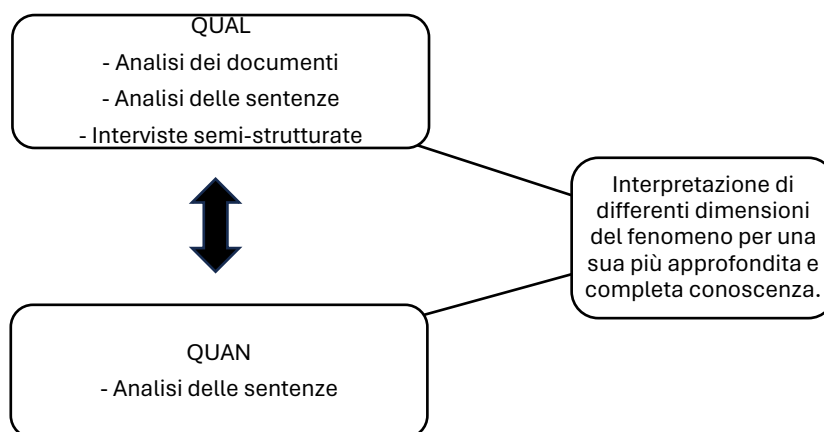 QUAL
- Analisi dei documenti
- Analisi delle sentenze
- Interviste semi-strutturate
Interpretazione di
differenti dimensioni
del fenomeno per una
sua più approfondita e
completa conoscenza.
QUAN
- Analisi delle sentenze